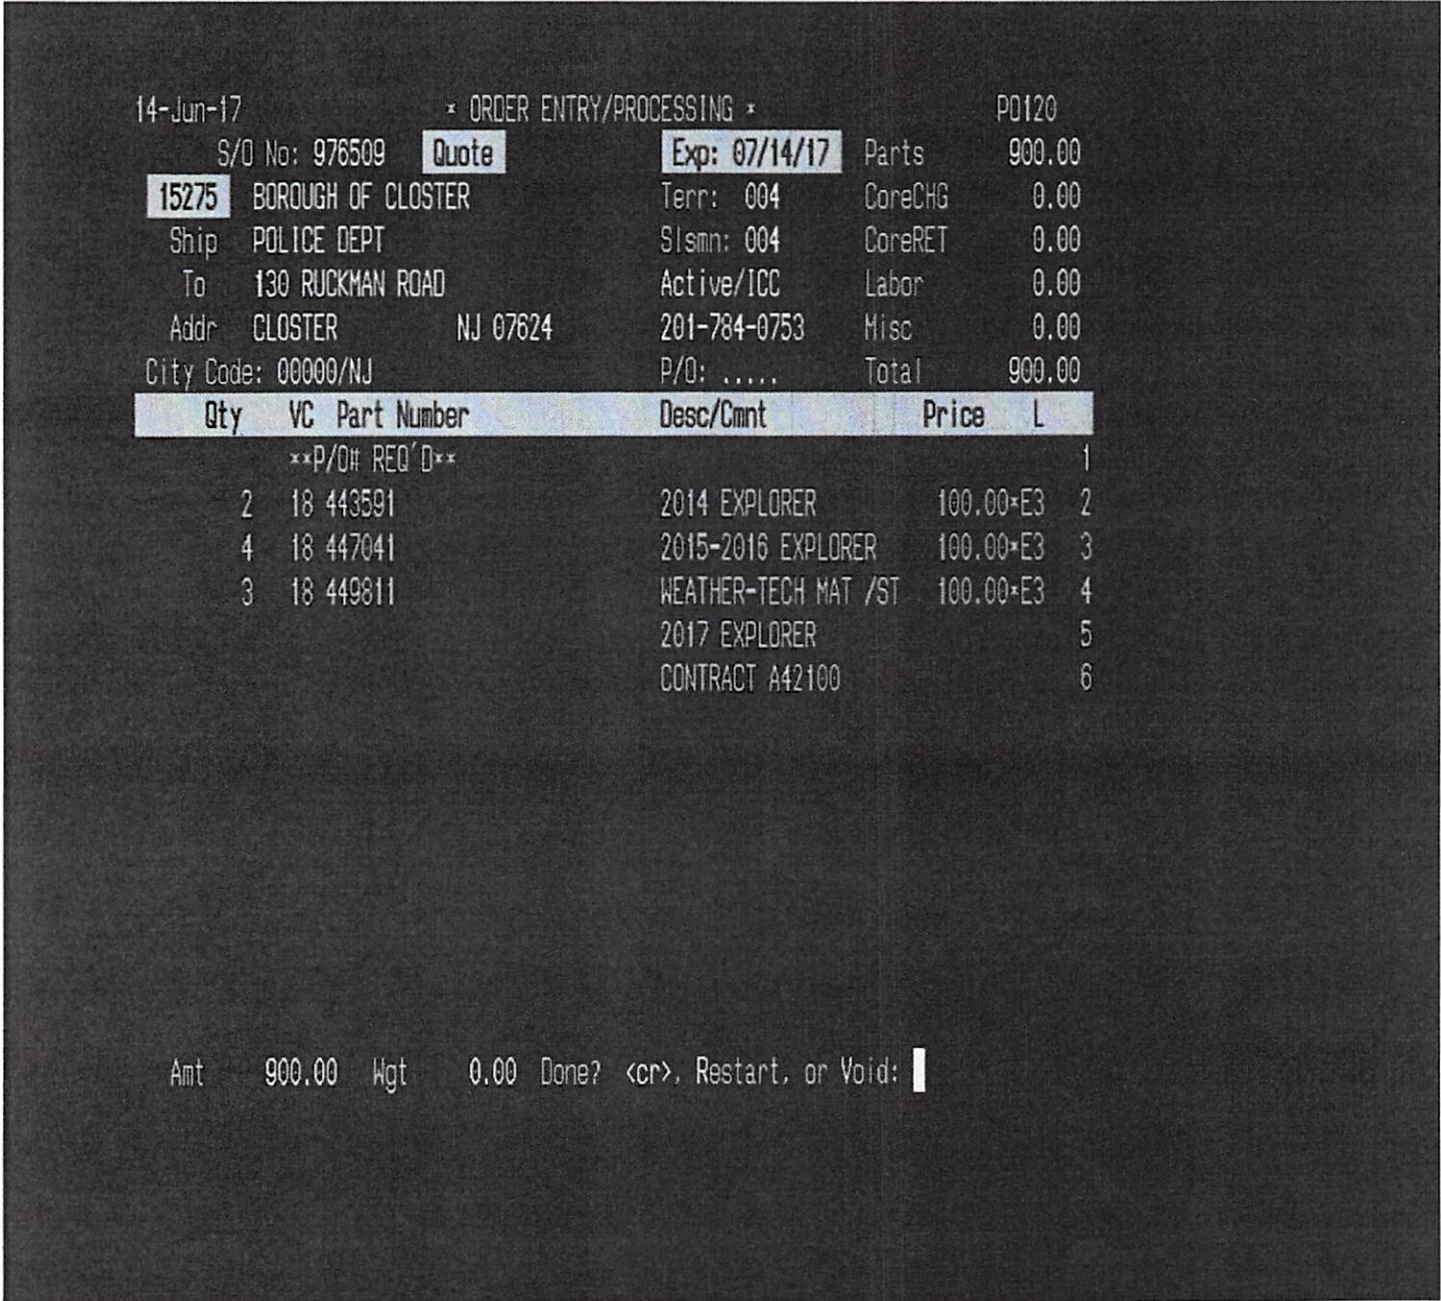 14-Jun-17 * ORDER ENTRY/PROCESSING * PO120
S/O No: 976509 Quote Exp: 07/14/17 Parts 900.00
15275 BOROUGH OF CLOSTER Terr: 004 CoreCHG 0.00
Ship POLICE DEPT Slsmn: 004 CoreRET 0.00
To 130 RUCKMAN ROAD Active/ICC Labor 0.00
Addr CLOSTER NJ 07624 201-784-0753 Misc 0.00
City Code: 00000/NJ P/O: ..... Total 900.00
Qty VC Part Number Desc/Cmnt Price L
**P/O# REQ'D** 1
2 18 443591 2014 EXPLORER 100.00*E3 2
4 18 447041 2015-2016 EXPLORER 100.00*E3 3
3 18 449811 WEATHER-TECH MAT /ST 100.00*E3 4
2017 EXPLORER 5
CONTRACT A42100 6
Amt 900.00 Wgt 0.00 Done? <cr>, Restart, or Void: